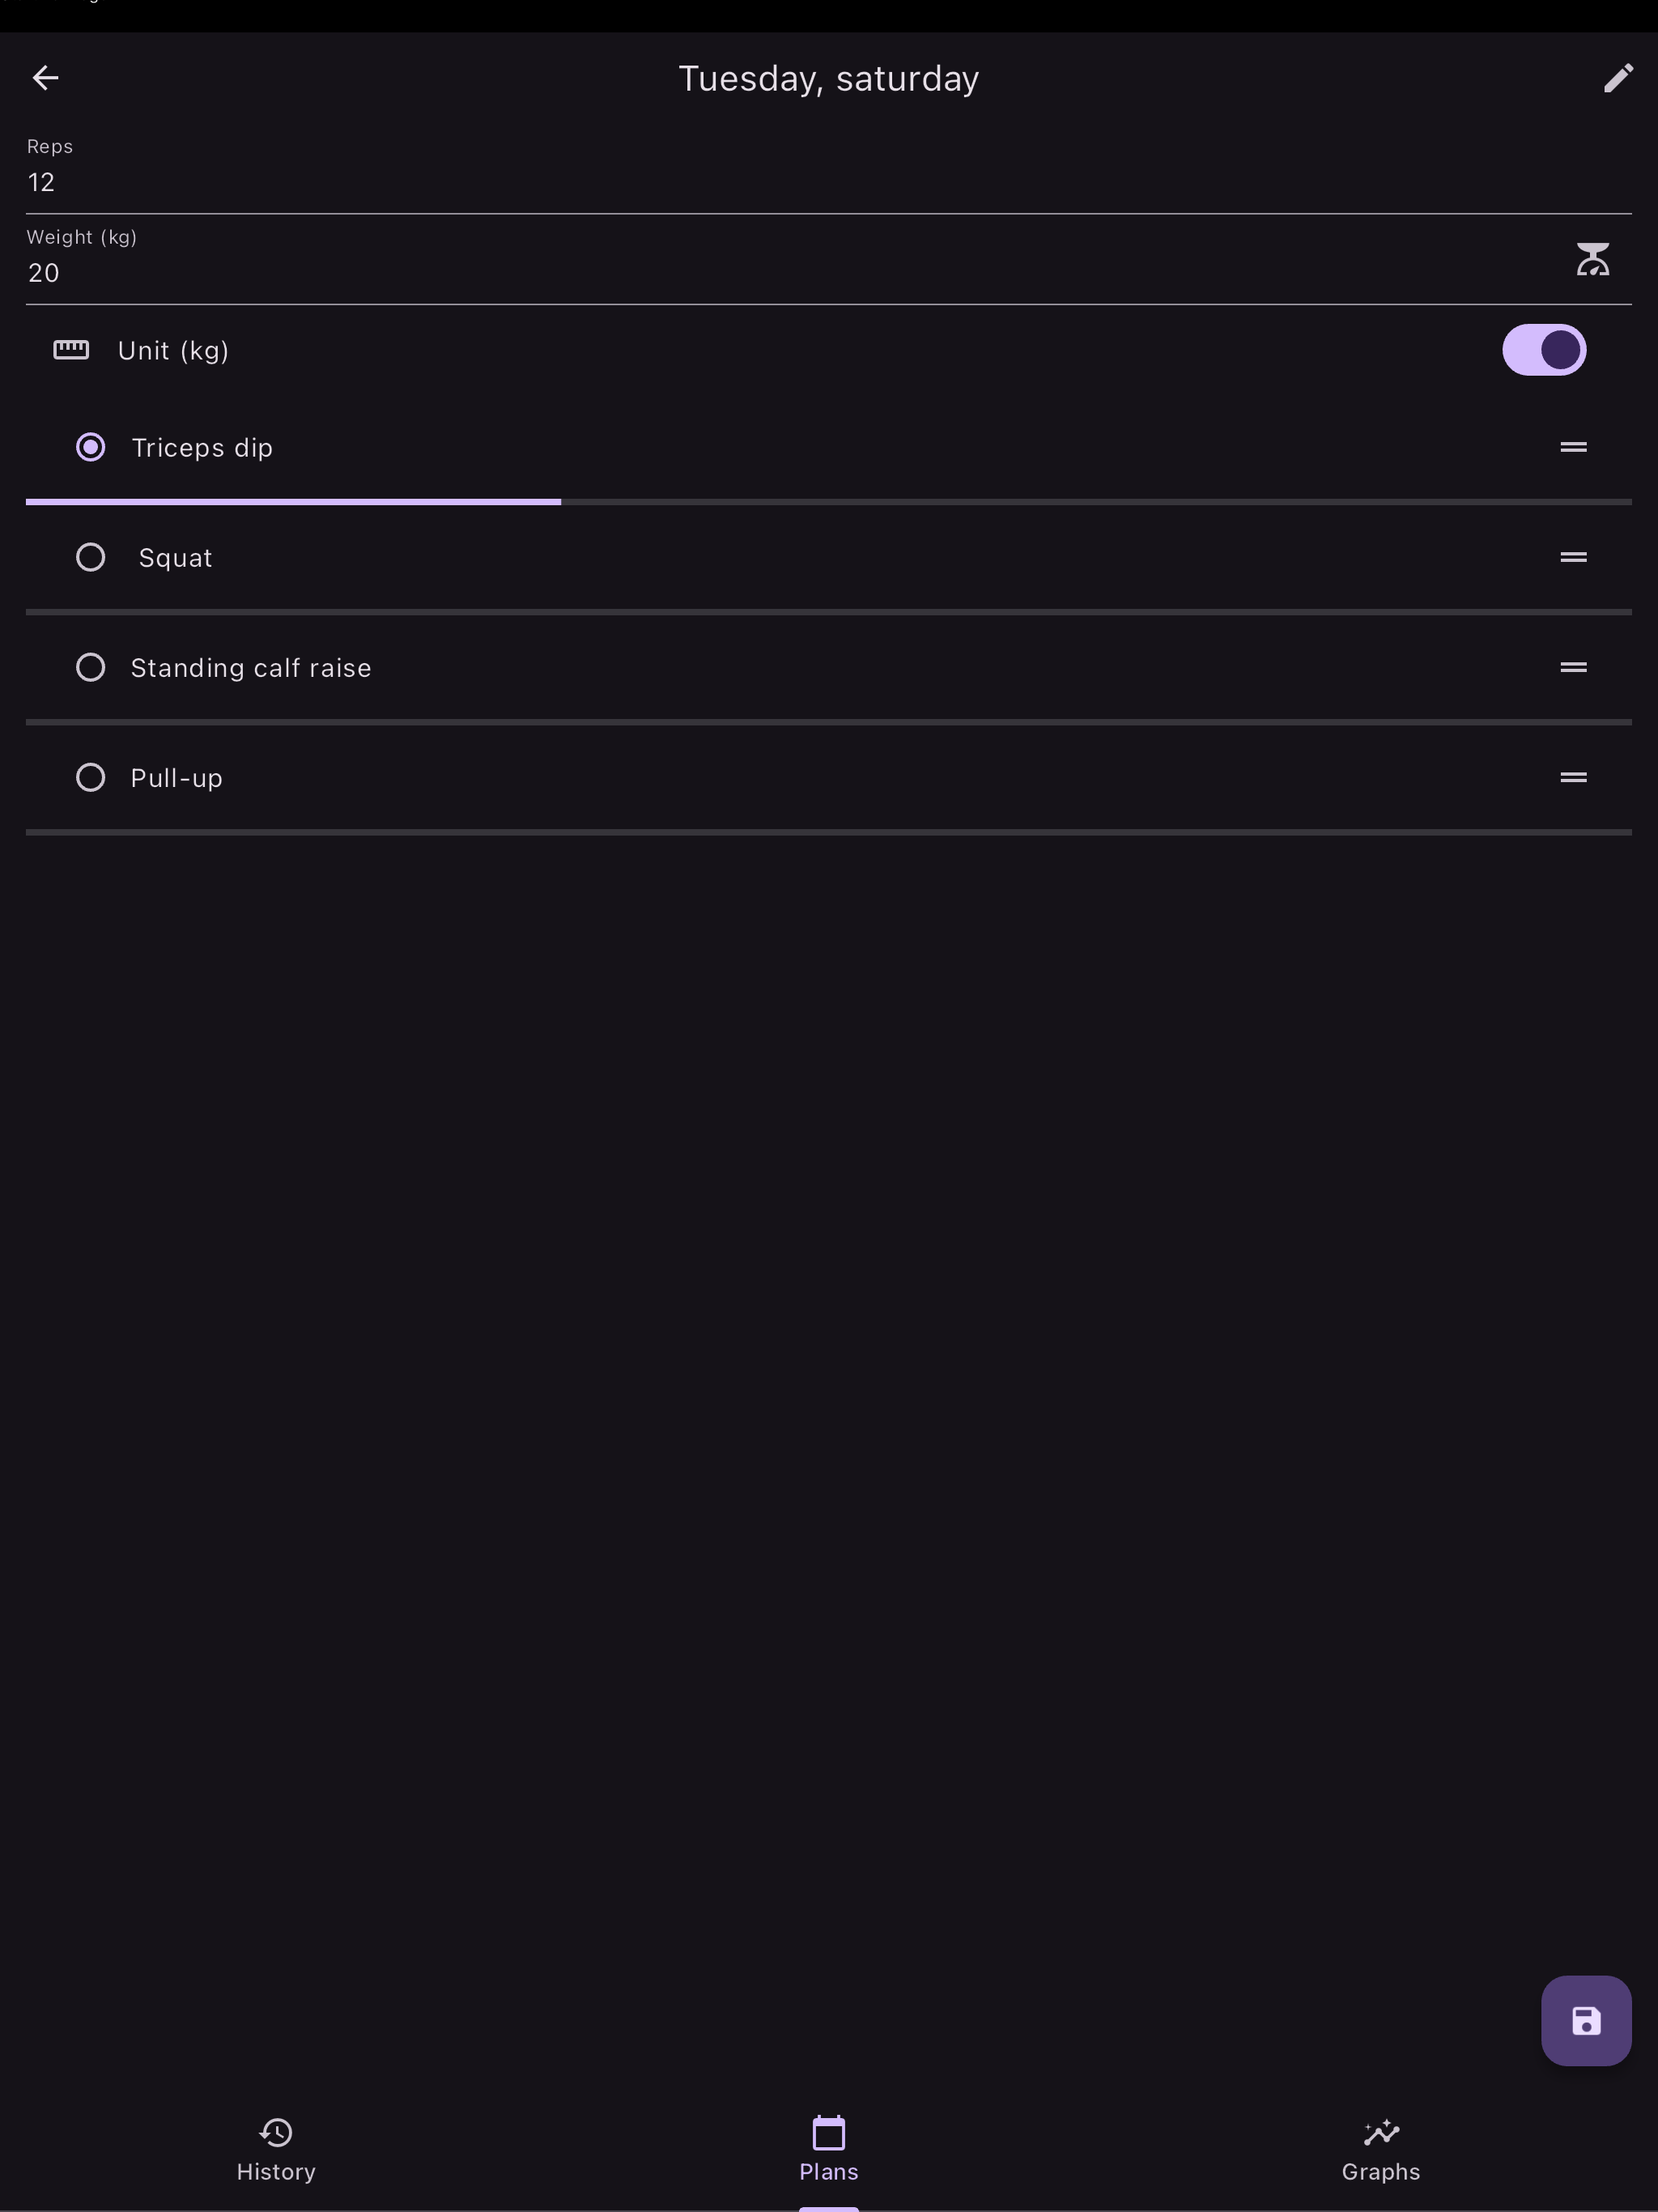 Tuesday, saturday
Reps
12
Weight (kg)
20
Unit (kg)
Triceps dip
Squat
Standing calf raise
Pull-up
History
Plans
Graphs